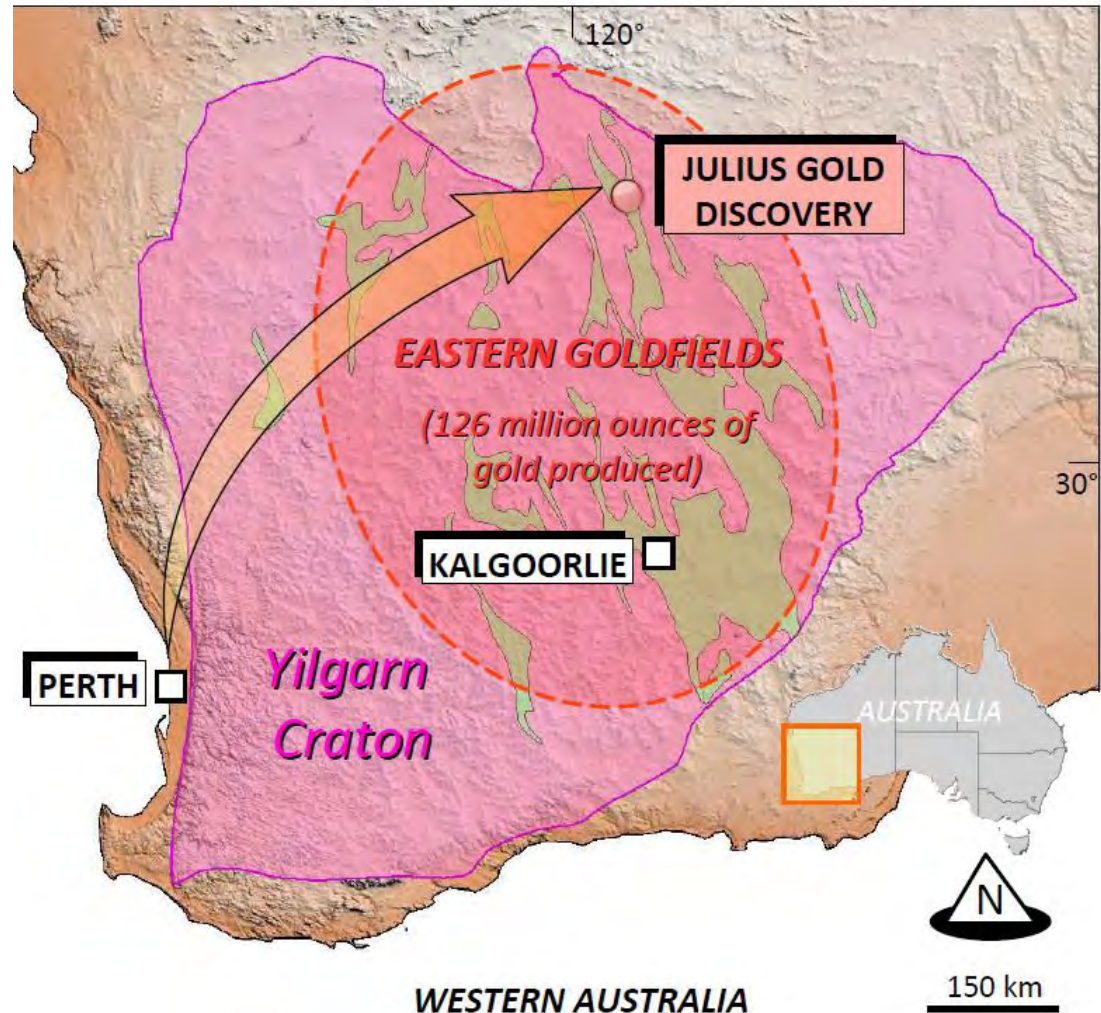 120°
JULIUS GOLD
DISCOVERY
EASTERN GOLDFIELDS
(126 million ounces of
gold produced)
30°
KALGOORLIE
PERTH
Yilgarn
Craton
AUSTRALIA
N
150 km
WESTERN AUSTRALIA